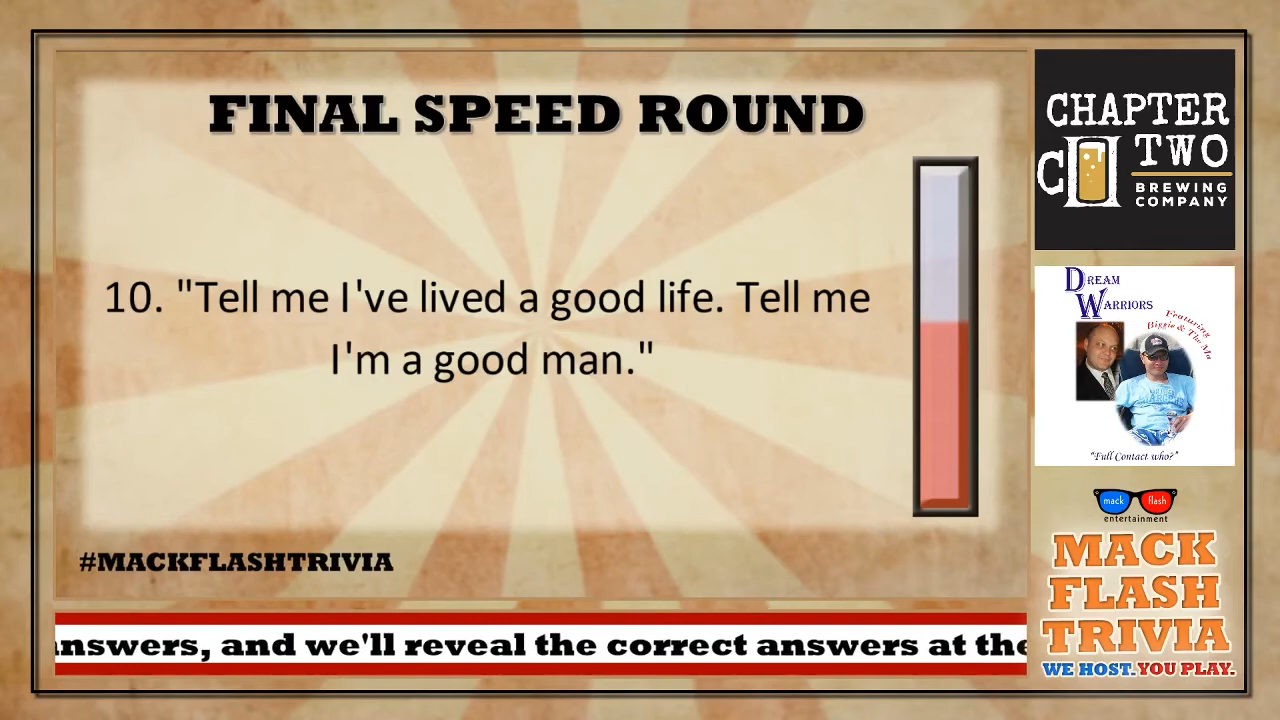 FINAL SPEED ROUND
10. "Tell me I've lived a good life. Tell me
I'm a good man."
#MACKFLASHTRIVIA
answers, and we'll reveal the correct answers at the
CHAPTER
TWO
BREWING
COMPANY
DREAM
WARRIORS
Featuring
Biggie & The Mo
"Full Contact who?"
mack flash
entertainment
MACK
FLASH
TRIVIA
WE HOST. YOU PLAY.